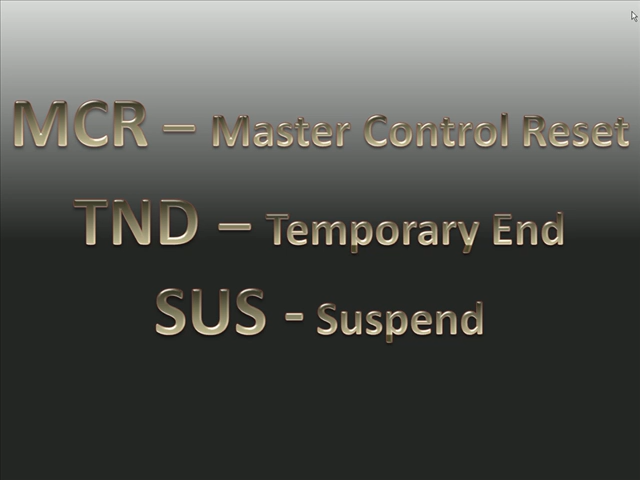 MCR – Master Control Reset
TND – Temporary End
SUS - Suspend